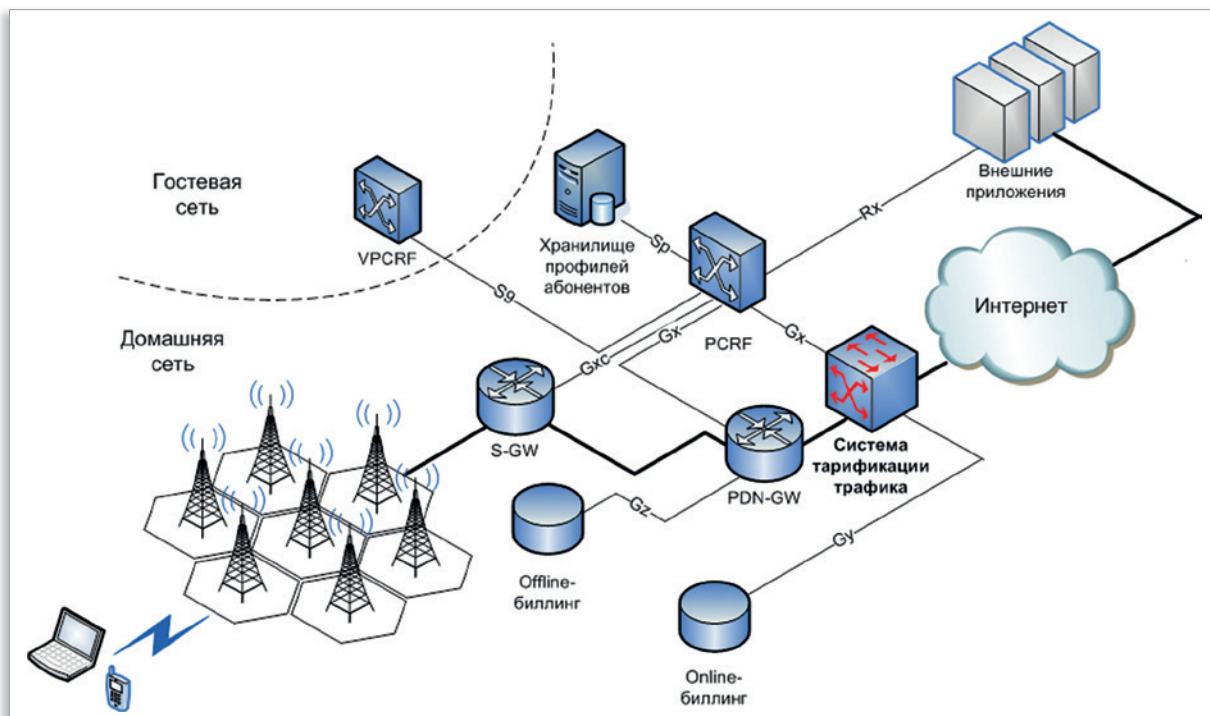 Гостевая
сеть
VPCRF
Хранилище
профилей
абонентов
Внешние
приложения
Rx
Sp
S9
PCRF
Gx
Gx
Gxc
Интернет
Домашняя
сеть
S-GW
PDN-GW
Система
тарификации
трафика
Gz
Gy
Offline-
биллинг
Online-
биллинг